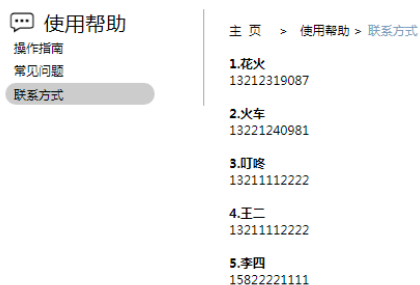 使用帮助
操作指南
常见问题
联系方式
主 页 > 使用帮助 > 联系方式
1.花火
13212319087
2.火车
13221240981
3.叮咚
13211112222
4.王二
13211112222
5.李四
15822221111